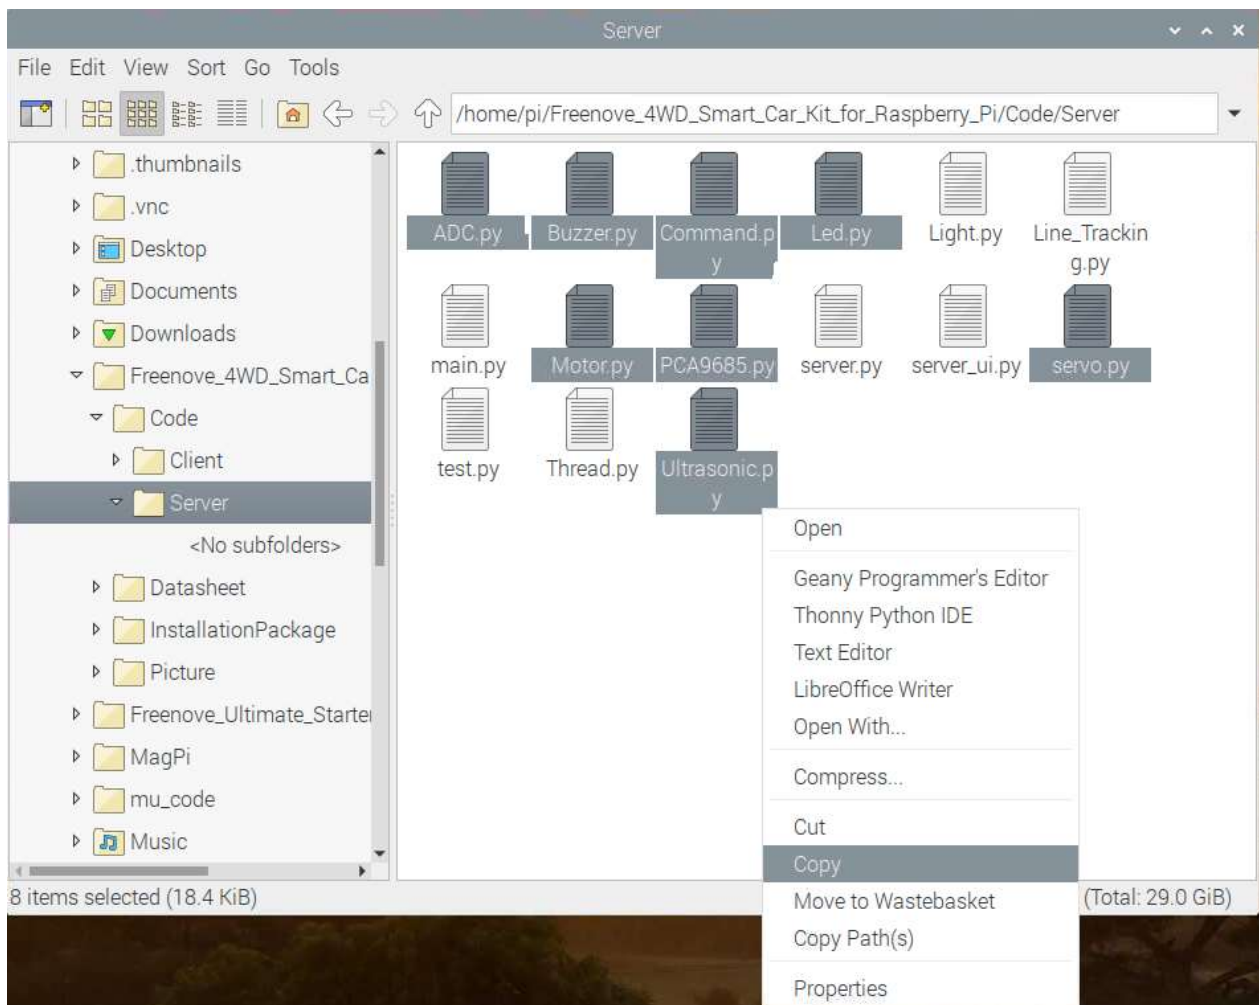 Server
File Edit View Sort Go Tools
/home/pi/Freenove_4WD_Smart_Car_Kit_for_Raspberry_Pi/Code/Server
.thumbnails
.vnc
Desktop
Documents
Downloads
Freenove_4WD_Smart_Ca
Code
Client
Server
<No subfolders>
Datasheet
InstallationPackage
Picture
Freenove_Ultimate_Starte
MagPi
mu_code
Music
ADC.py Buzzer.py Command.p Led.py Light.py Line_Trackin
y g.py
main.py Motor.py PCA9685.py server.py server_ui.py servo.py
test.py Thread.py Ultrasonic.p
y
Open
Geany Programmer's Editor
Thonny Python IDE
Text Editor
LibreOffice Writer
Open With...
Compress...
Cut
Copy
Move to Wastebasket
Copy Path(s)
Properties
8 items selected (18.4 KiB) (Total: 29.0 GiB)